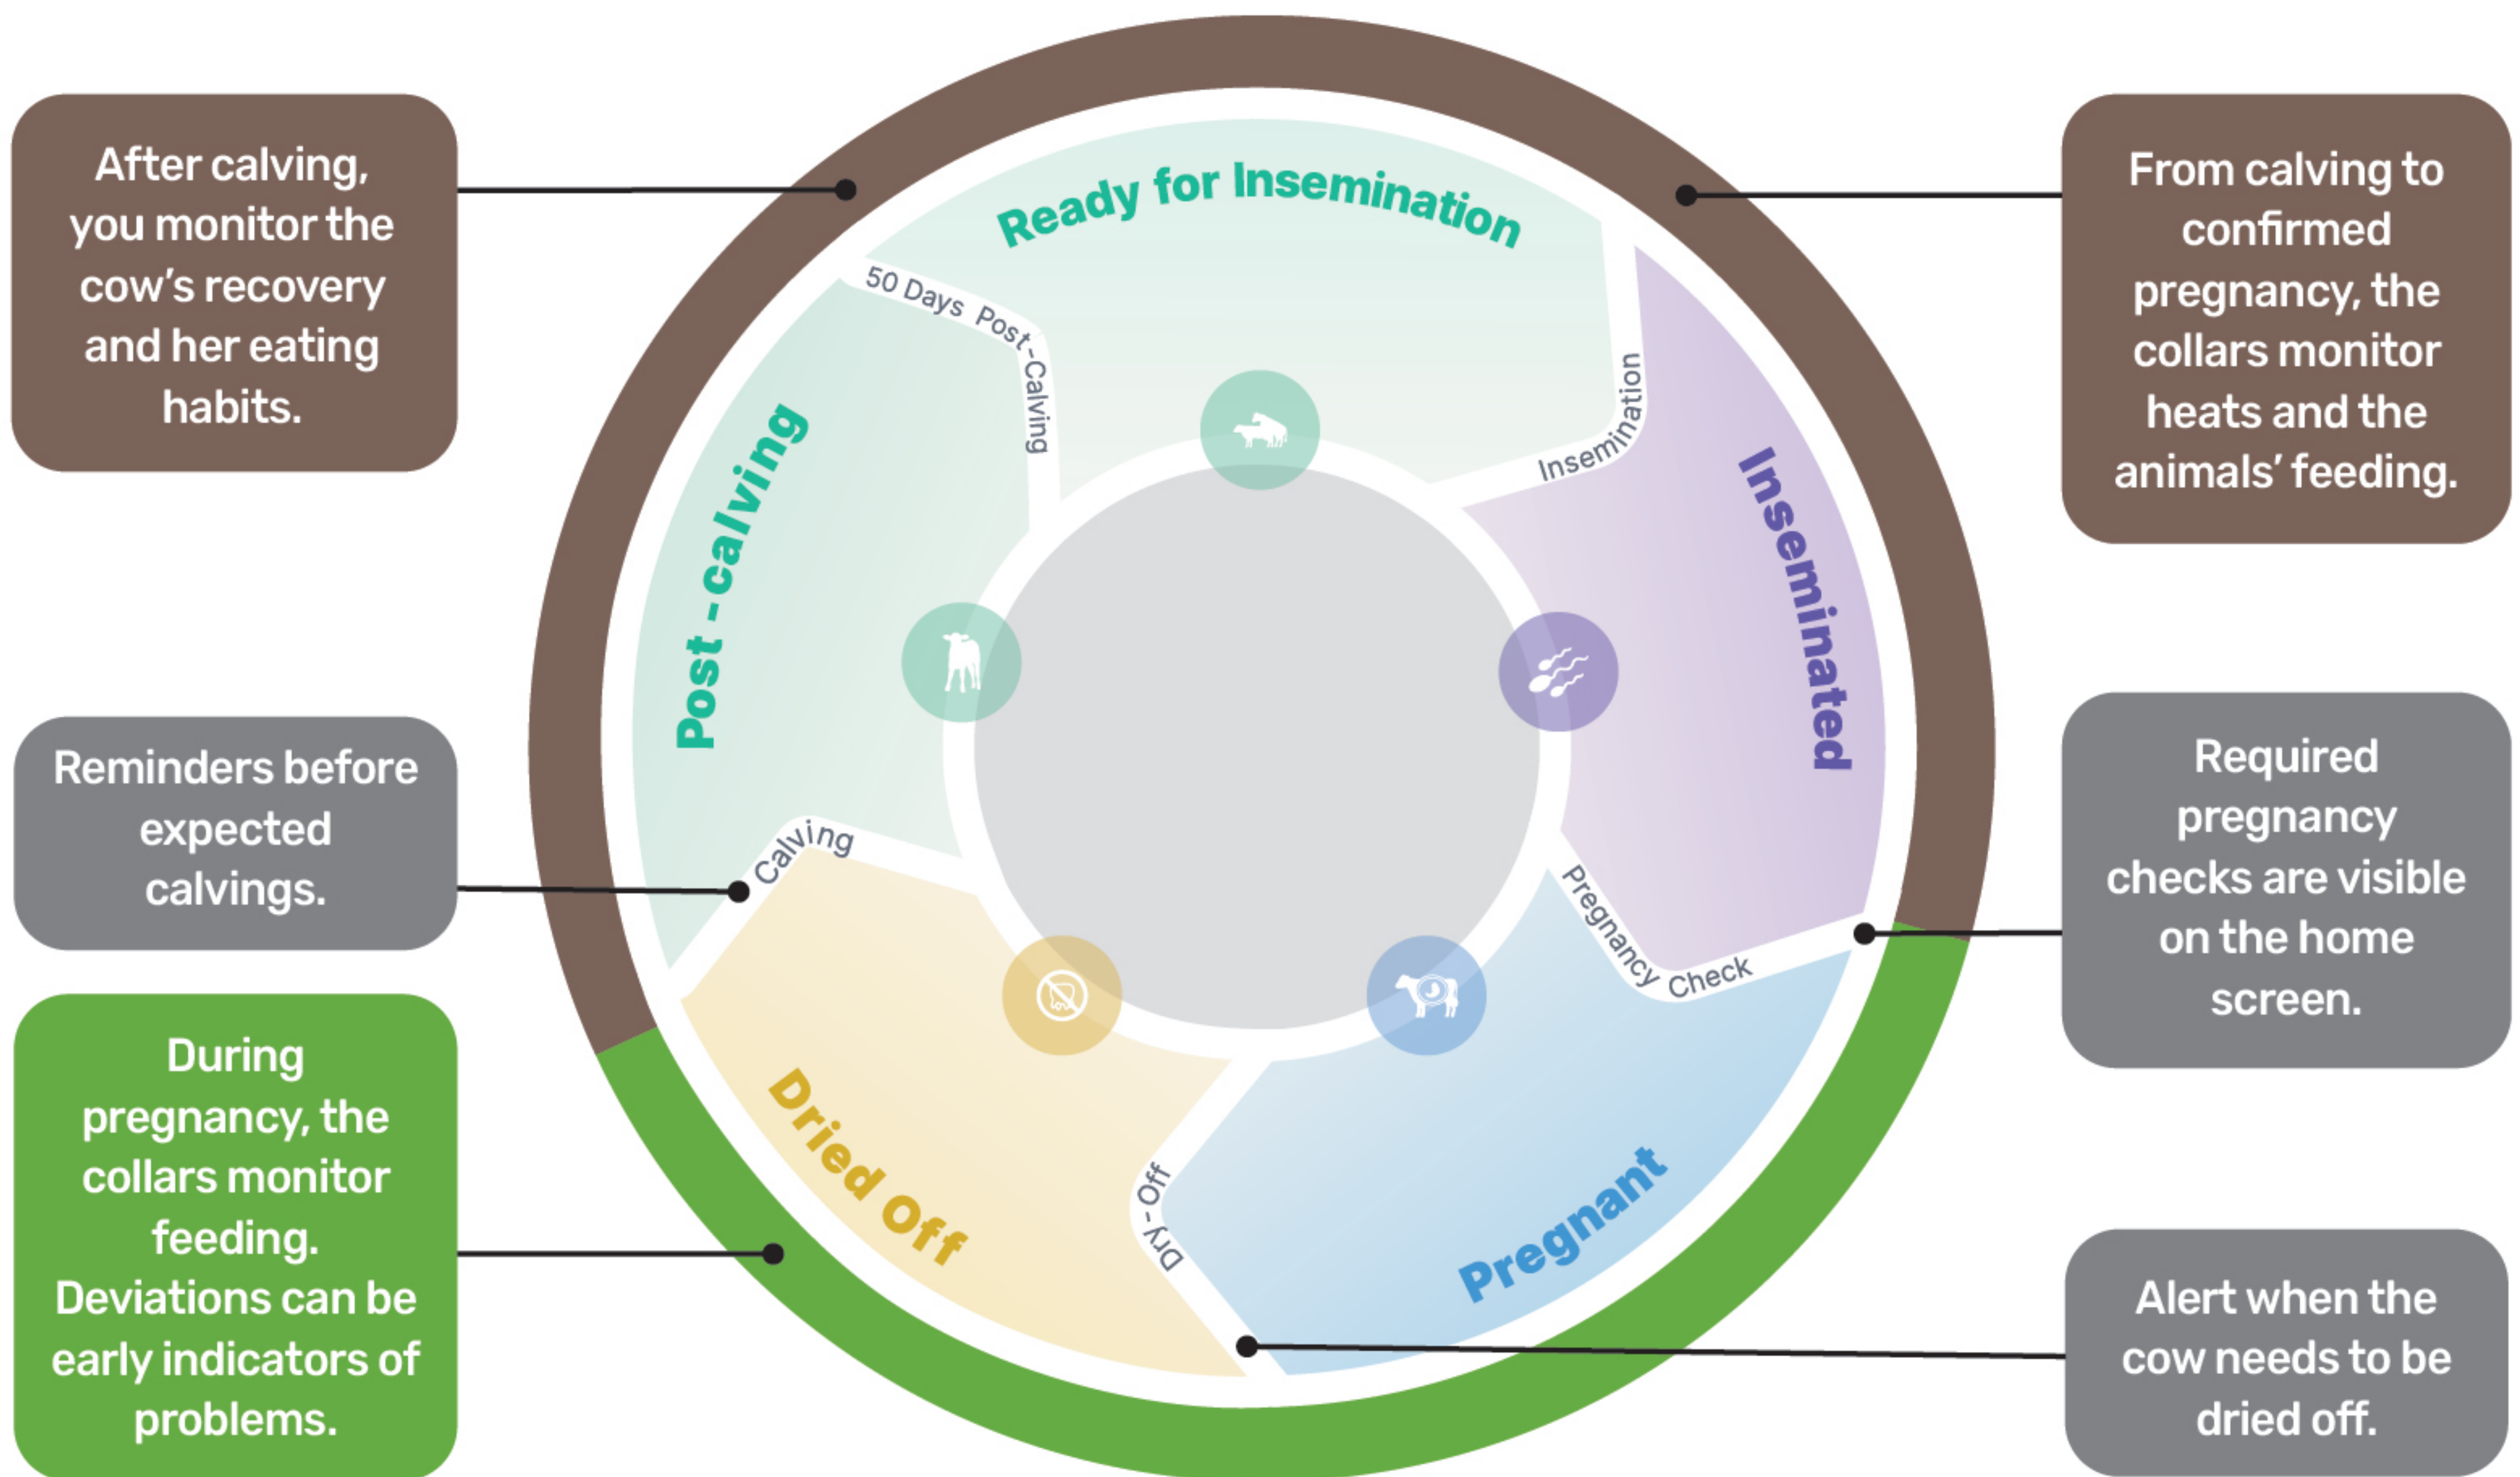 After calving,
you monitor the
cow's recovery
and her eating
habits.
Reminders before
expected
calvings.
During
pregnancy, the
collars monitor
feeding.
Deviations can be
early indicators of
problems.
Ready for Insemination
50 Days Post-Calving
Insemination
Post - calving
Inseminated
Calving
Pregnancy Check
Dried Off
Dry-Off
Pregnant
From calving to
confirmed
pregnancy, the
collars monitor
heats and the
animals' feeding.
Required
pregnancy
checks are visible
on the home
screen.
Alert when the
cow needs to be
dried off.